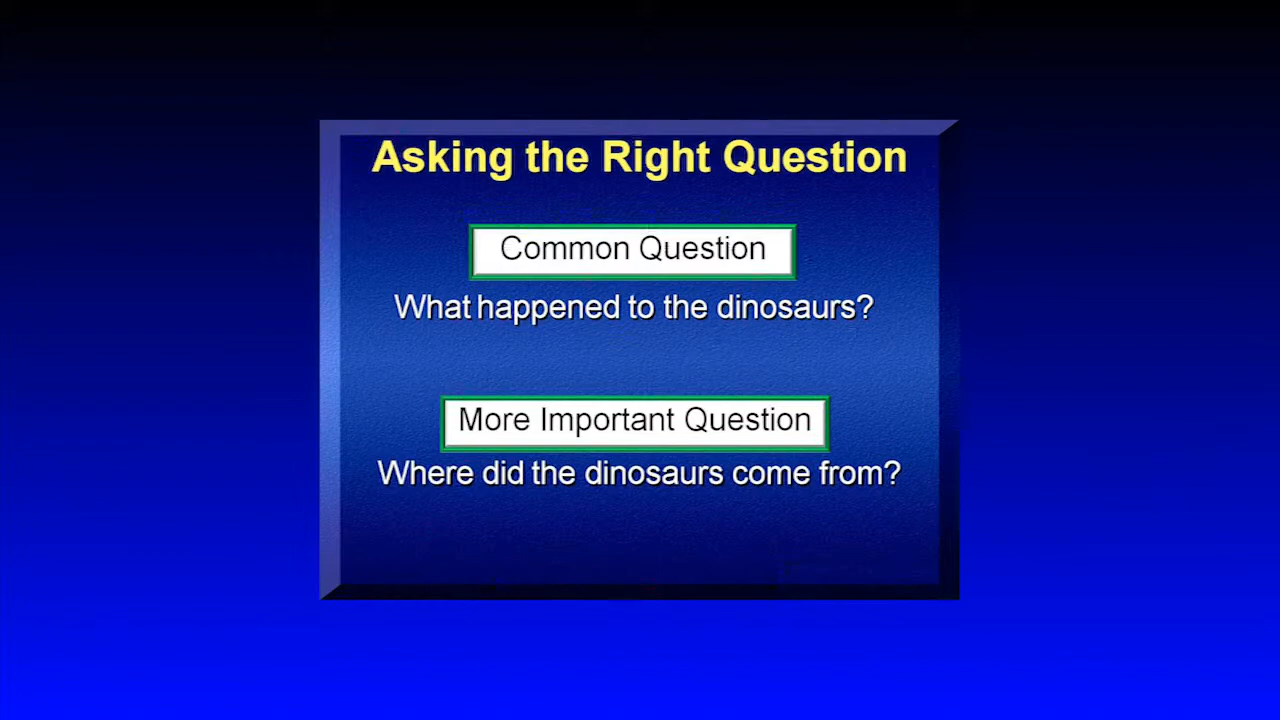 Asking the Right Question
Common Question
What happened to the dinosaurs?
More Important Question
Where did the dinosaurs come from?